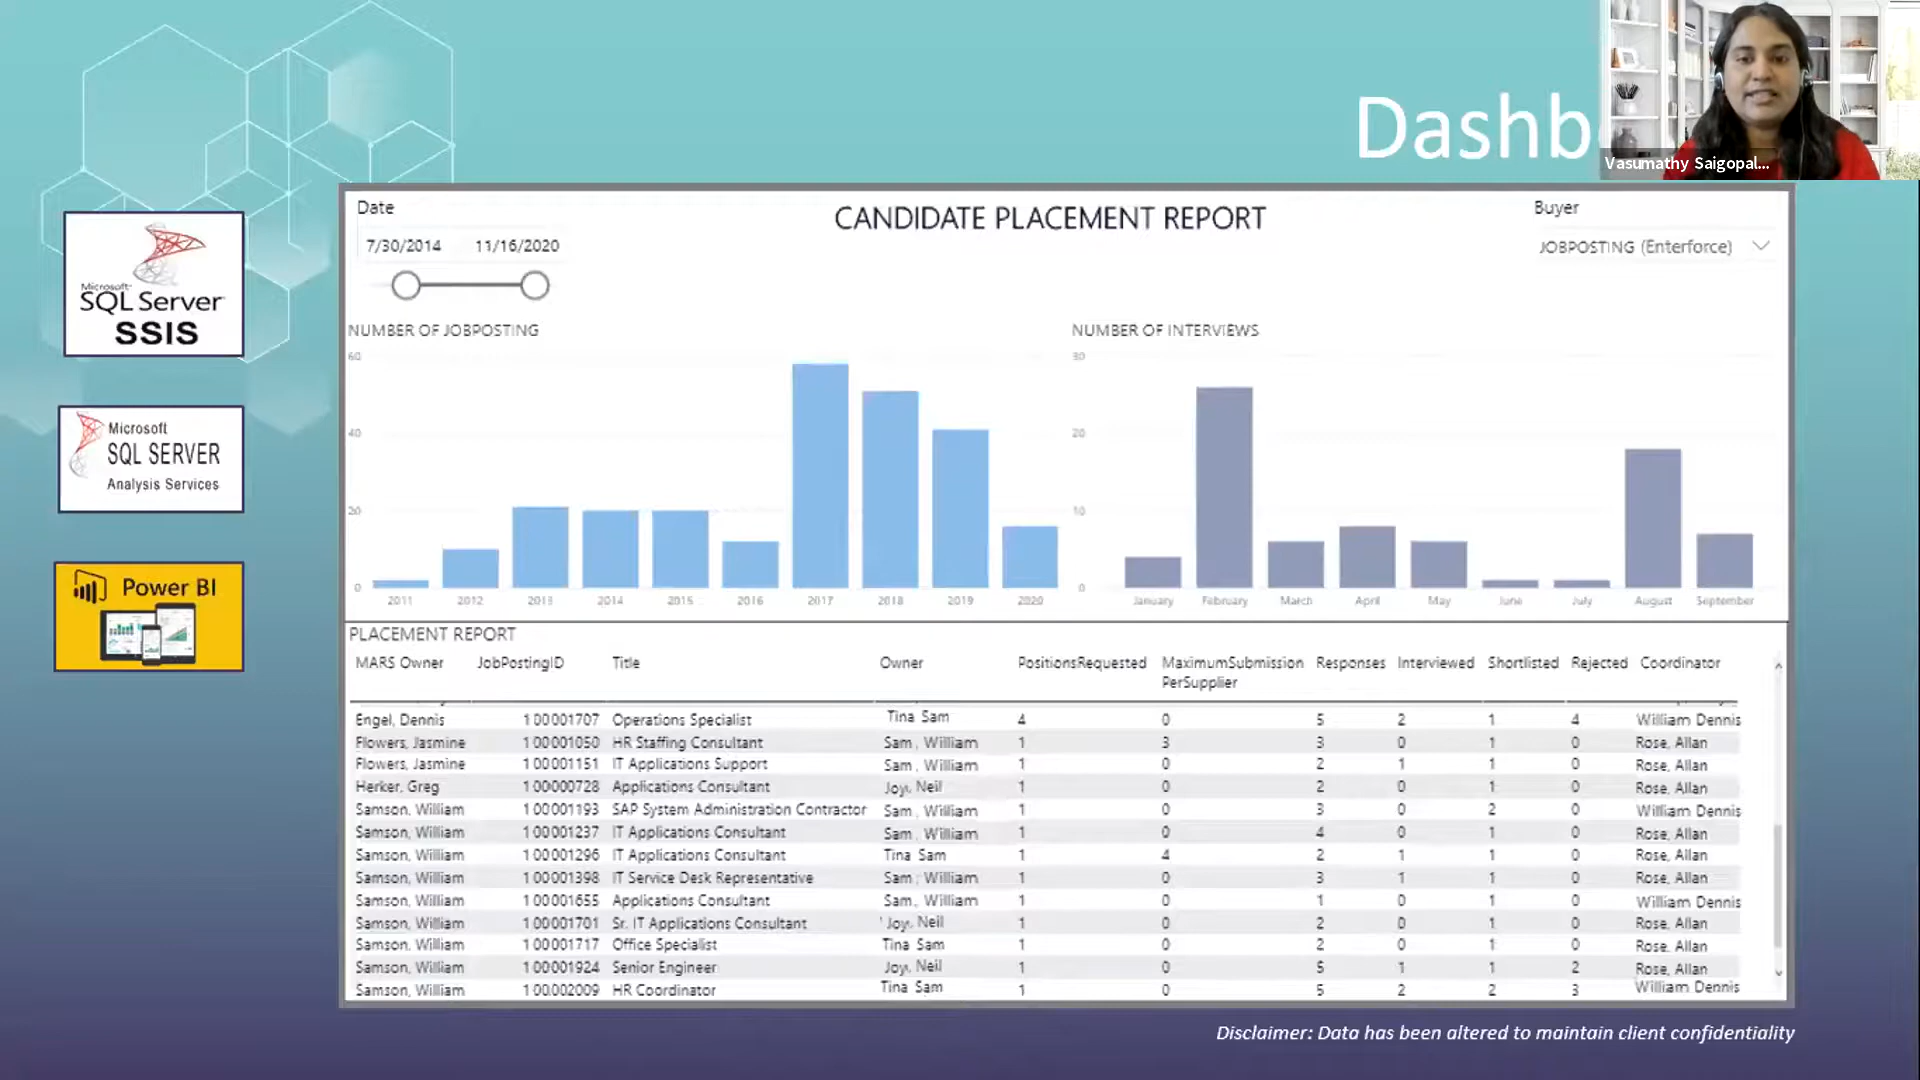 Dashb
Vasumathy Saigopal...
Date
CANDIDATE PLACEMENT REPORT
Buyer
7/30/2014 11/16/2020
JOBPOSTING (Enterforce)
Microsoft
SQL Server
SSIS
Microsoft
SQL SERVER
Analysis Services
Power BI
NUMBER OF JOBPOSTING
60
40
20
0
2011 2012 2013 2014 2015 2016 2017 2018 2019 2020
NUMBER OF INTERVIEWS
30
20
10
0
January February March April May June July August September
PLACEMENT REPORT
MARS Owner JobPostingID Title Owner PositionsRequested MaximumSubmission Responses Interviewed Shortlisted Rejected Coordinator
PerSupplier
Engel, Dennis 100001707 Operations Specialist Tina Sam 4 0 5 2 1 4 William Dennis
Flowers, Jasmine 100001050 HR Staffing Consultant Sam, William 1 3 3 0 1 0 Rose, Allan
Flowers, Jasmine 100001151 IT Applications Support Sam, William 1 0 2 1 1 0 Rose, Allan
Herker, Greg 100000728 Applications Consultant Joy, Neil 1 0 2 0 1 0 Rose, Allan
Samson, William 100001193 SAP System Administration Contractor Sam, William 1 0 3 0 2 0 William Dennis
Samson, William 100001237 IT Applications Consultant Sam, William 1 0 4 0 1 0 Rose, Allan
Samson, William 100001296 IT Applications Consultant Tina Sam 1 4 2 1 1 0 Rose, Allan
Samson, William 100001398 IT Service Desk Representative Sam, William 1 0 3 1 1 0 Rose, Allan
Samson, William 100001655 Applications Consultant Sam, William 1 0 1 0 1 0 William Dennis
Samson, William 100001701 Sr. IT Applications Consultant Joy, Neil 1 0 2 0 1 0 Rose, Allan
Samson, William 100001717 Office Specialist Tina Sam 1 0 2 0 1 0 Rose, Allan
Samson, William 100001924 Senior Engineer Joy, Neil 1 0 5 1 1 2 Rose, Allan
Samson, William 100002009 HR Coordinator Tina Sam 1 0 5 2 2 3 William Dennis
Disclaimer: Data has been altered to maintain client confidentiality